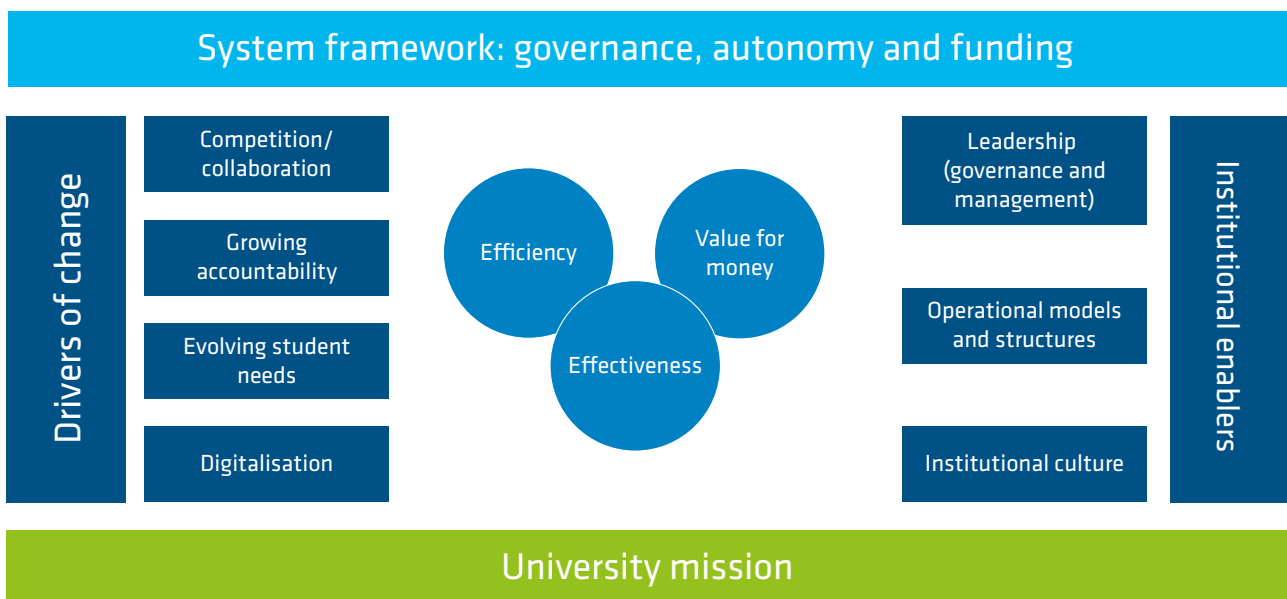 System framework: governance, autonomy and funding
Drivers of change
Competition/
collaboration
Growing
accountability
Evolving student
needs
Digitalisation
Efficiency
Value for
money
Effectiveness
Leadership
(governance and
management)
Operational models
and structures
Institutional culture
Institutional enablers
University mission